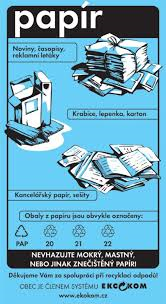 papír
Noviny, časopisy,
reklamní letáky
Krabice, lepenka, karton
Kancelářský papír, sešity
Obaly z papíru jsou obvykle označeny:
PAP 20 21 22
NEVHAZUJTE MOKRÝ, MASTNÝ,
NEBO JINAK ZNEČIŠTĚNÝ PAPÍR!
Děkujeme Vám za spolupráci při recyklaci odpadů!
OBEC JE ČLENEM SYSTÉMU EKO-KOM
www.ekokom.cz